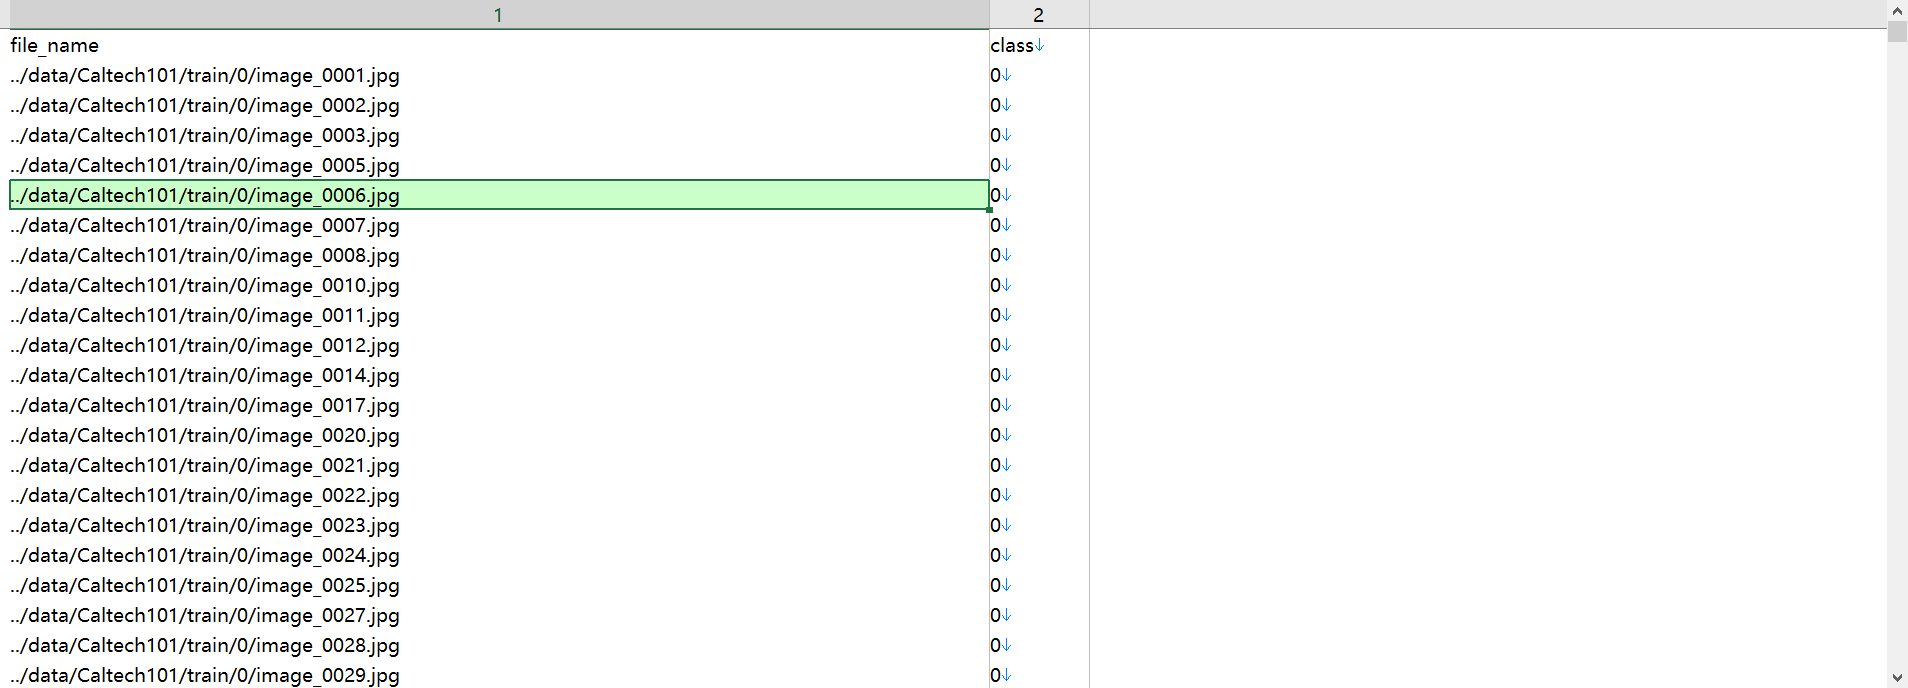 1 2
file_name class↓
../data/Caltech101/train/0/image_0001.jpg 0↓
../data/Caltech101/train/0/image_0002.jpg 0↓
../data/Caltech101/train/0/image_0003.jpg 0↓
../data/Caltech101/train/0/image_0005.jpg 0↓
../data/Caltech101/train/0/image_0006.jpg 0↓
../data/Caltech101/train/0/image_0007.jpg 0↓
../data/Caltech101/train/0/image_0008.jpg 0↓
../data/Caltech101/train/0/image_0010.jpg 0↓
../data/Caltech101/train/0/image_0011.jpg 0↓
../data/Caltech101/train/0/image_0012.jpg 0↓
../data/Caltech101/train/0/image_0014.jpg 0↓
../data/Caltech101/train/0/image_0017.jpg 0↓
../data/Caltech101/train/0/image_0020.jpg 0↓
../data/Caltech101/train/0/image_0021.jpg 0↓
../data/Caltech101/train/0/image_0022.jpg 0↓
../data/Caltech101/train/0/image_0023.jpg 0↓
../data/Caltech101/train/0/image_0024.jpg 0↓
../data/Caltech101/train/0/image_0025.jpg 0↓
../data/Caltech101/train/0/image_0027.jpg 0↓
../data/Caltech101/train/0/image_0028.jpg 0↓
../data/Caltech101/train/0/image_0029.jpg 0↓